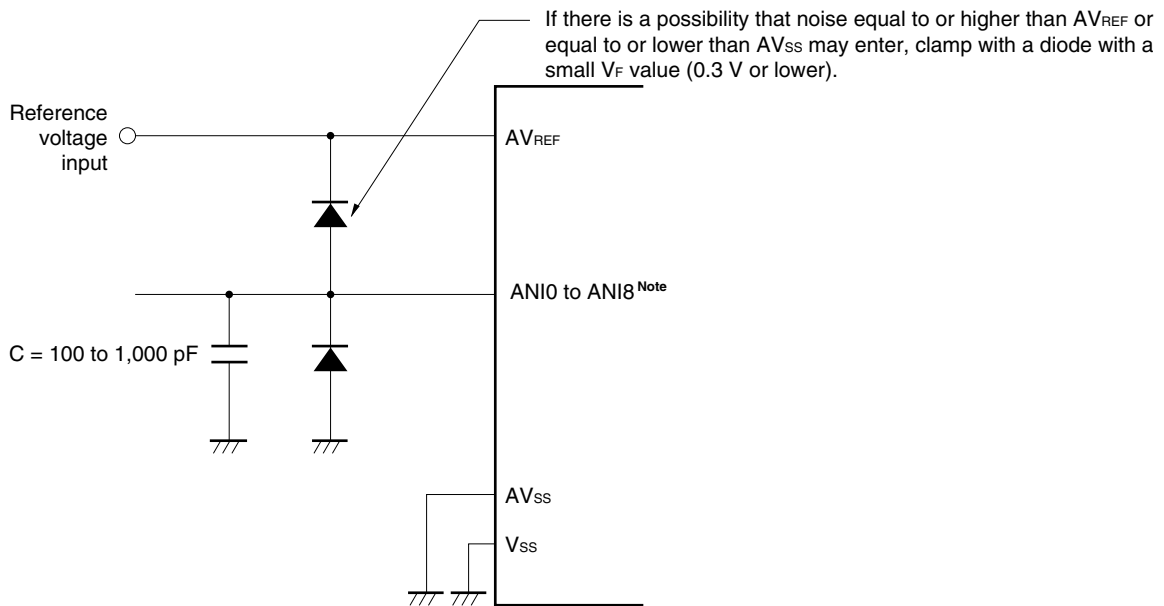 If there is a possibility that noise equal to or higher than AVREF or
equal to or lower than AVSS may enter, clamp with a diode with a
small VF value (0.3 V or lower).
Reference
voltage
input
AVREF
ANI0 to ANI8 Note
C = 100 to 1,000 pF
AVSS
VSS